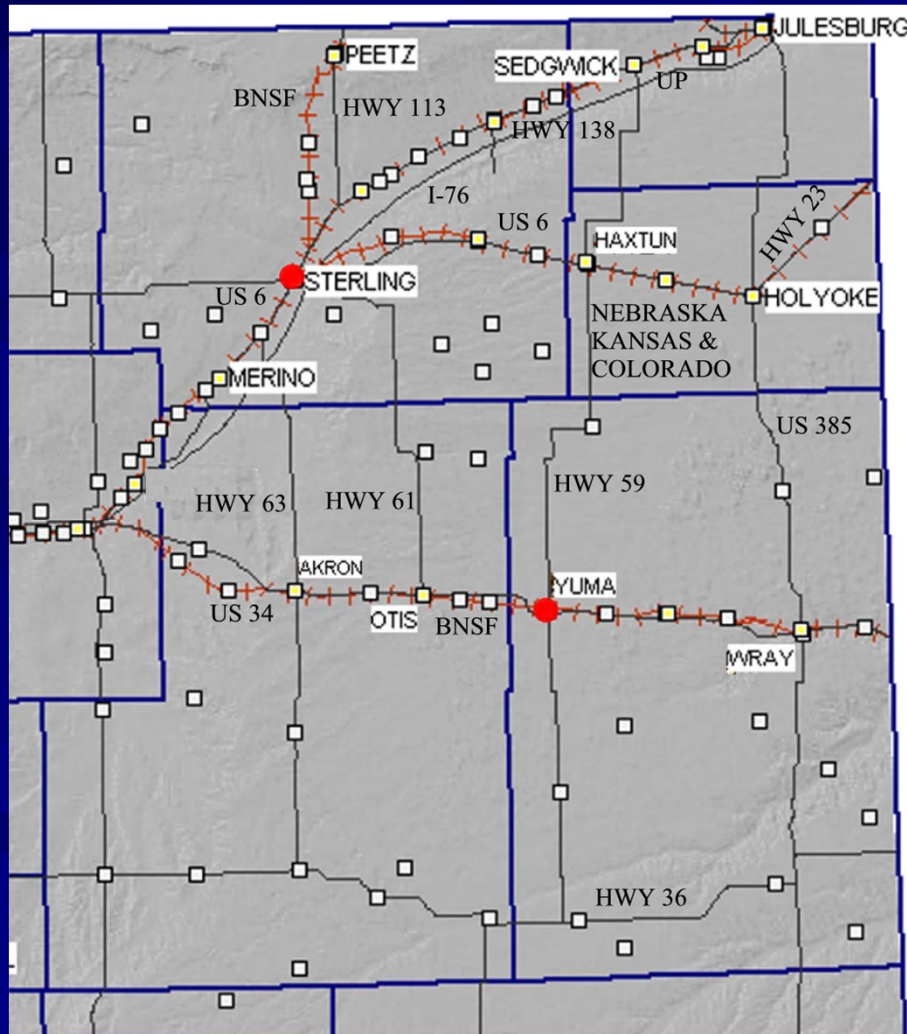 JULESBURG
PEETZ
SEDGWICK
UP
BNSF
HWY 113
HWY 138
I-76
US 6
HWY 23
HAXTUN
STERLING
US 6
HOLYOKE
NEBRASKA
KANSAS &
COLORADO
MERINO
US 385
HWY 63
HWY 61
HWY 59
AKRON
YUMA
US 34
OTIS
BNSF
WRAY
HWY 36